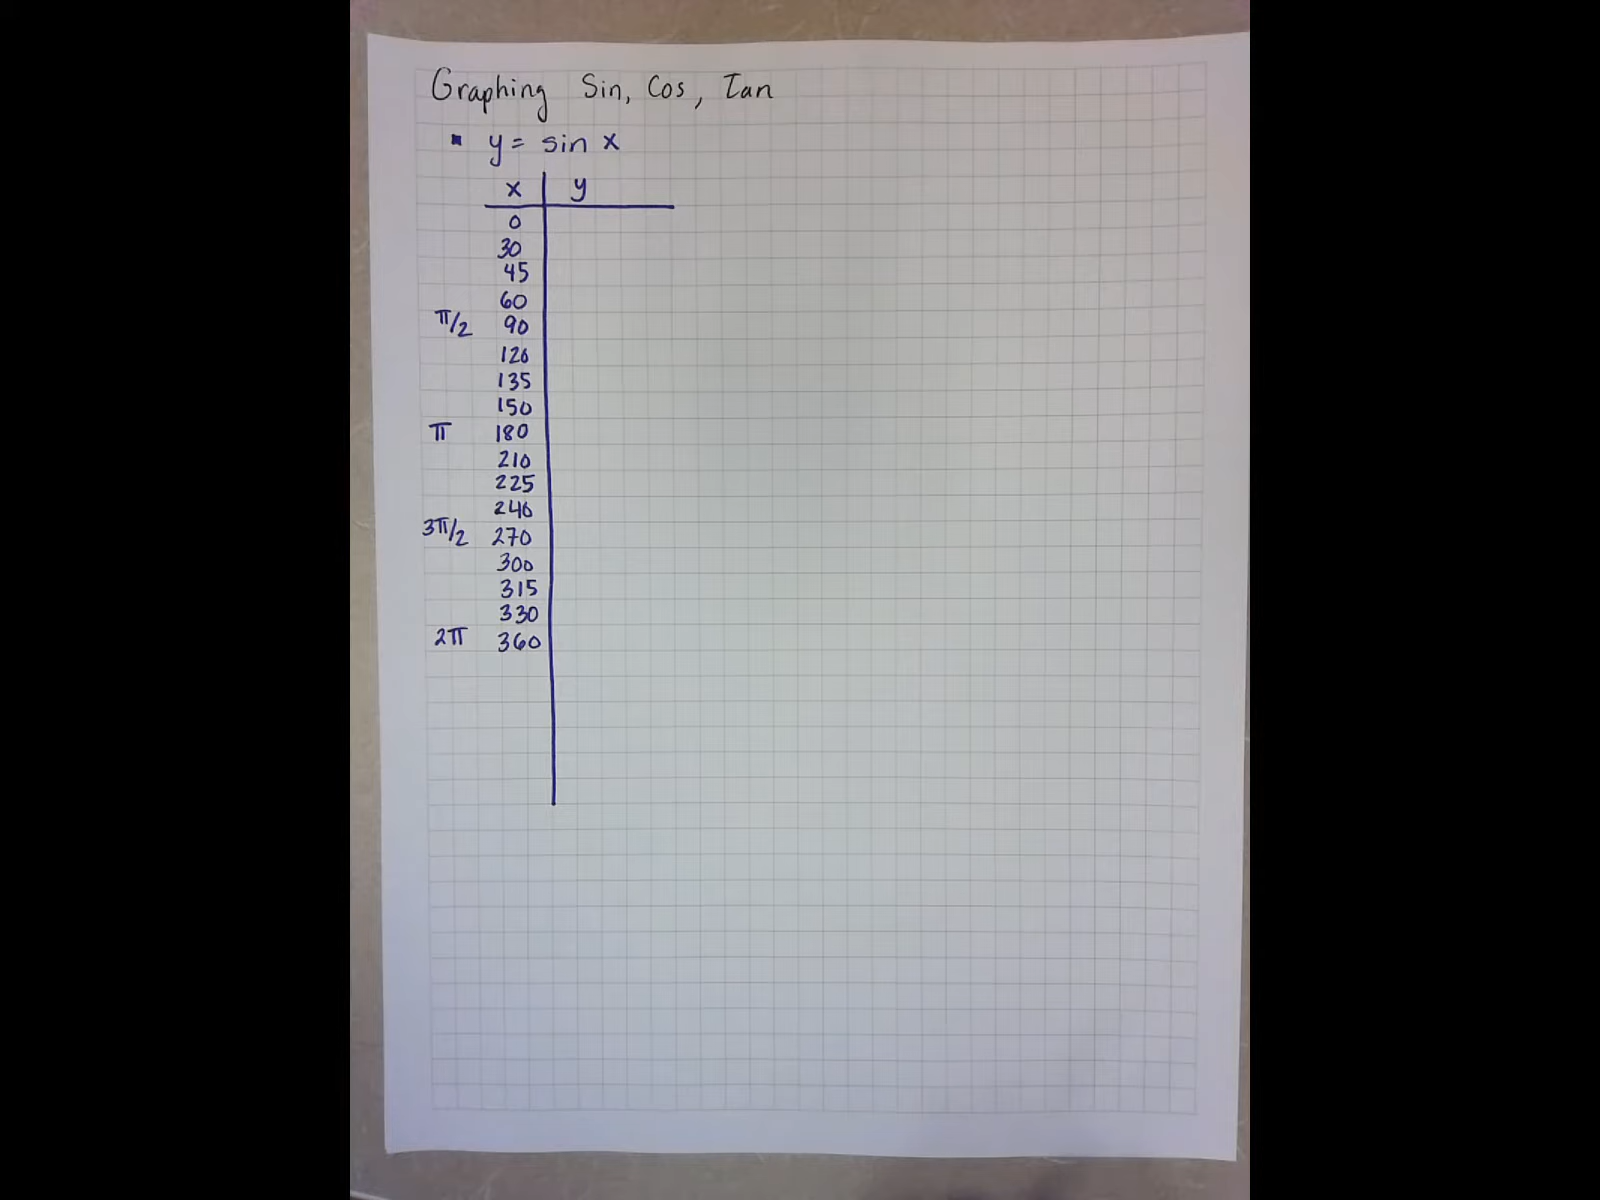 Graphing Sin, Cos, Tan
▪ y = sin x
x y
0
30
45
60
π/2 90
120
135
150
π 180
210
225
240
3π/2 270
300
315
330
2π 360